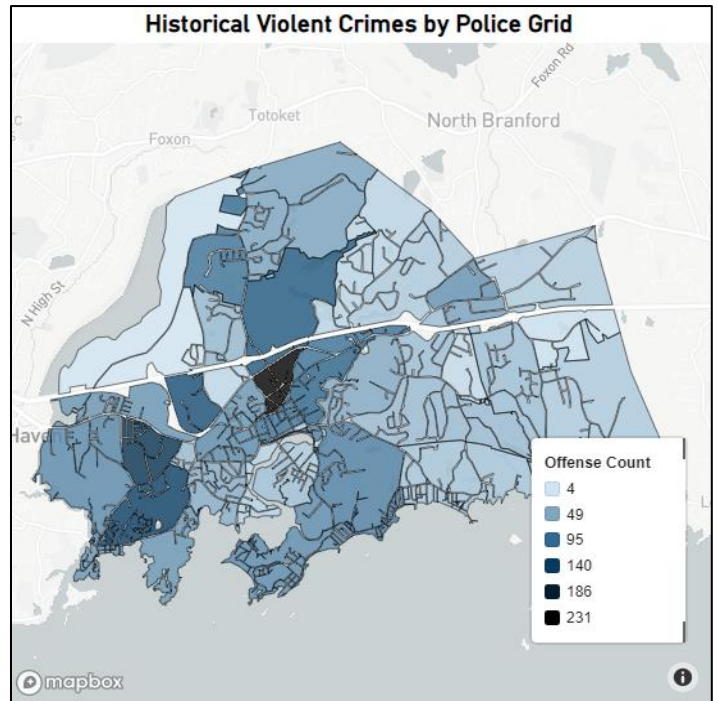 Historical Violent Crimes by Police Grid
Foxon Rd
Totoket
Foxon
North Branford
N High St
Haven
Offense Count
4
49
95
140
186
231
mapbox